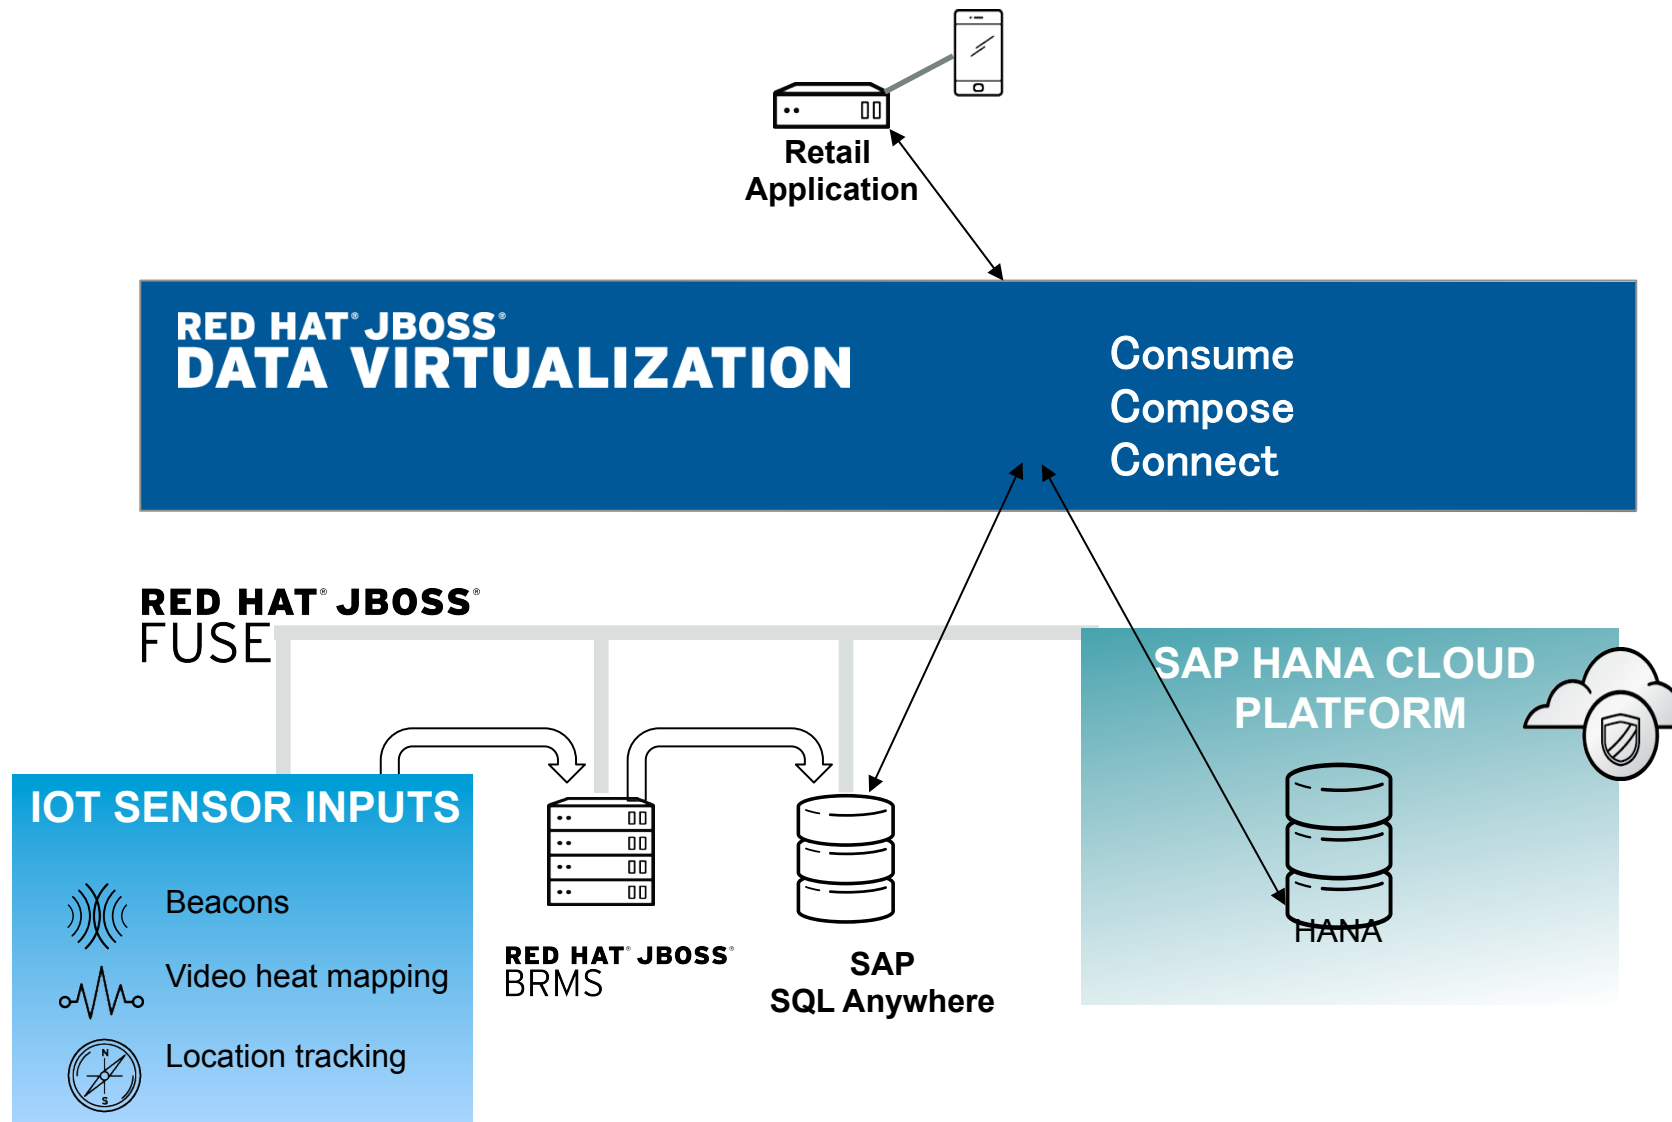 Retail
Application
RED HAT® JBOSS®
DATA VIRTUALIZATION
Consume
Compose
Connect
RED HAT® JBOSS®
FUSE
SAP HANA CLOUD
PLATFORM
HANA
IOT SENSOR INPUTS
Beacons
Video heat mapping
Location tracking
N
S
RED HAT® JBOSS®
BRMS
SAP
SQL Anywhere